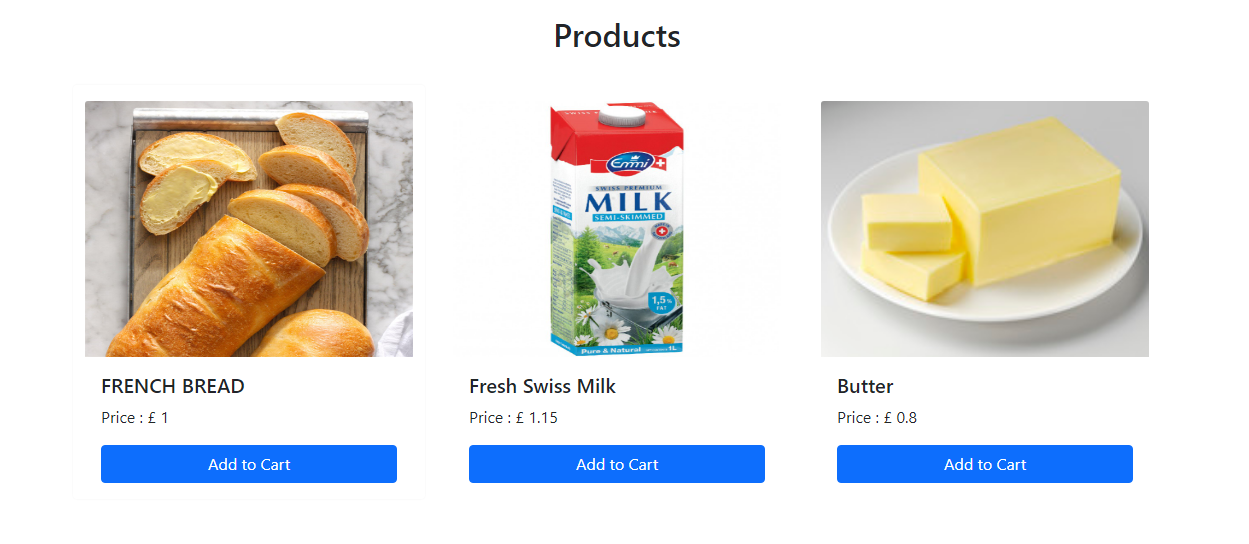 Products
Emmi
SWISS PREMIUM
MILK
SEMI-SKIMMED
1,5%
FAT
Pure & Natural
1L
FRENCH BREAD
Fresh Swiss Milk
Butter
Price : £ 1
Price : £ 1.15
Price : £ 0.8
Add to Cart
Add to Cart
Add to Cart